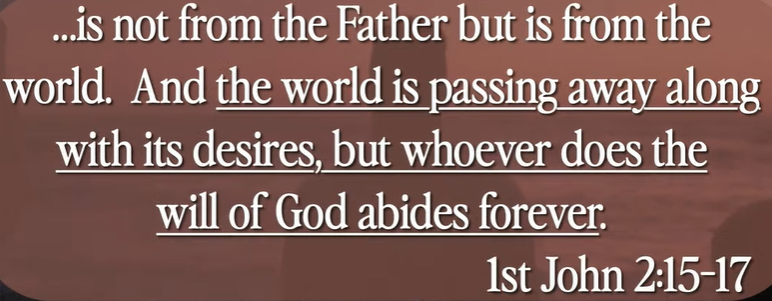 ...is not from the Father but is from the
world.  And the world is passing away along
with its desires, but whoever does the
will of God abides forever.
1st John 2:15-17